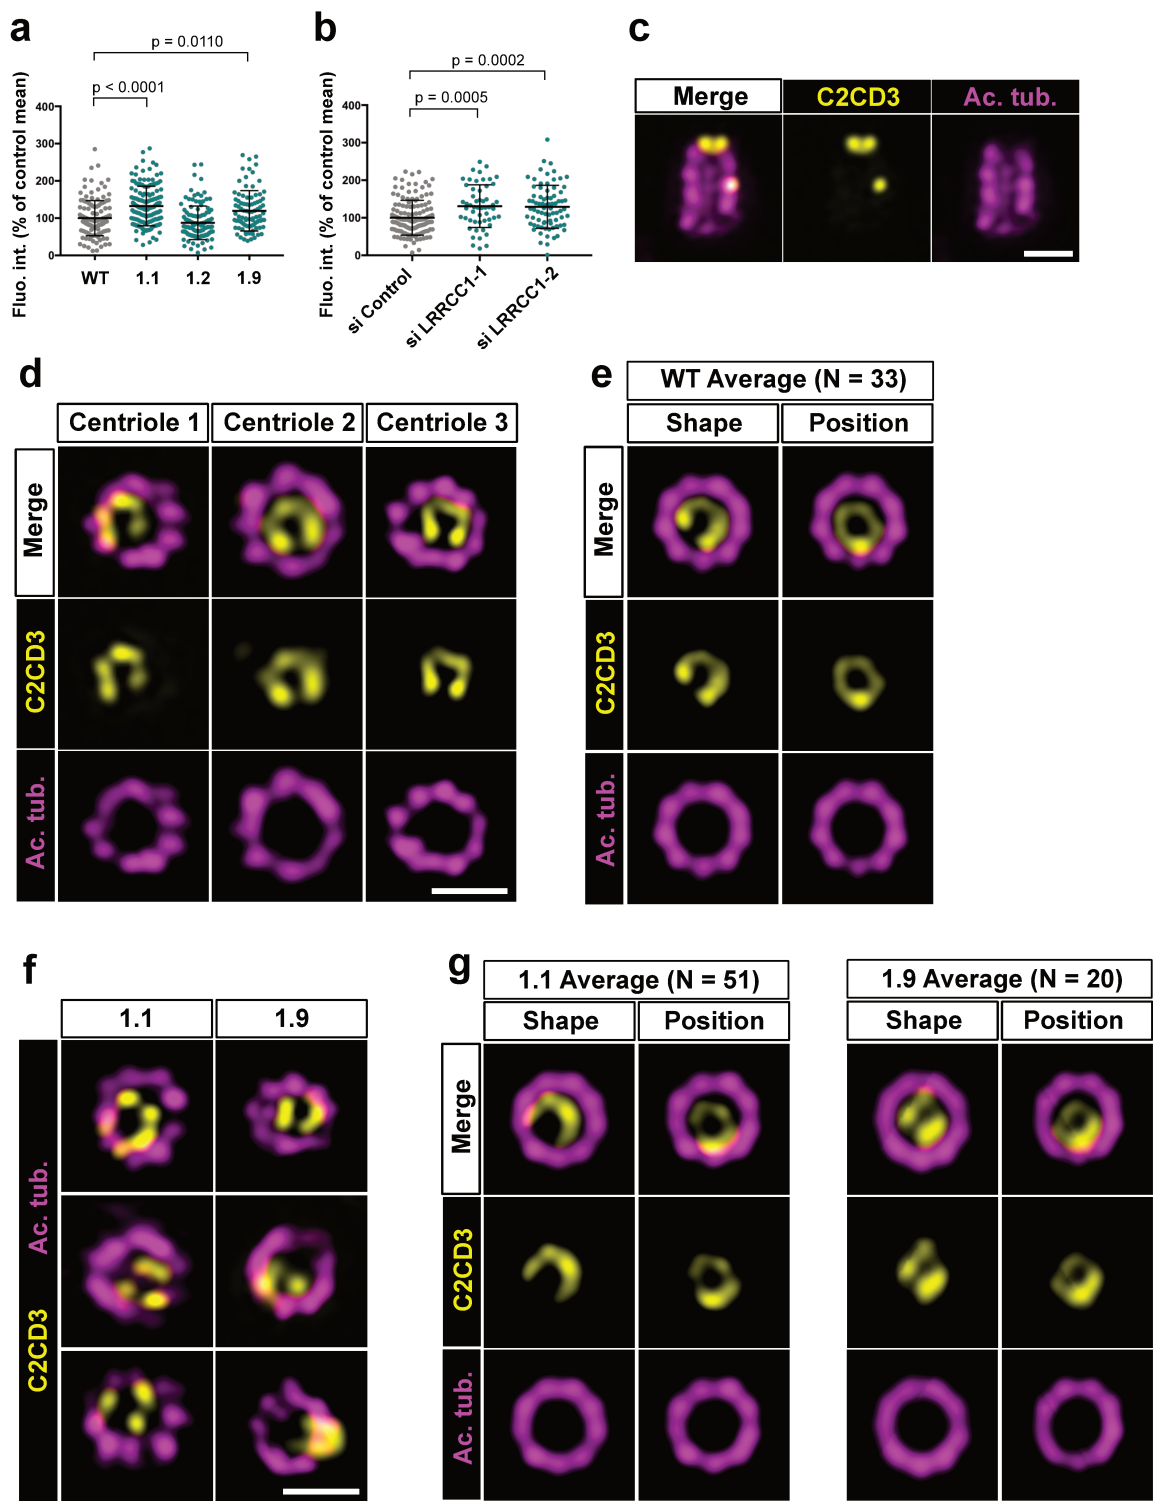 a
p = 0.0110
p < 0.0001
Fluo. int. (% of control mean)
400
300
200
100
0
WT
1.1
1.2
1.9
b
p = 0.0002
p = 0.0005
Fluo. int. (% of control mean)
400
300
200
100
0
si Control
si LRRCC1-1
si LRRCC1-2
c
Merge
C2CD3
Ac. tub.
d
Centriole 1
Centriole 2
Centriole 3
Merge
C2CD3
Ac. tub.
e
WT Average (N = 33)
Shape
Position
Merge
C2CD3
Ac. tub.
f
1.1
1.9
Ac. tub.
C2CD3
g
1.1 Average (N = 51)
Shape
Position
1.9 Average (N = 20)
Shape
Position
Merge
C2CD3
Ac. tub.